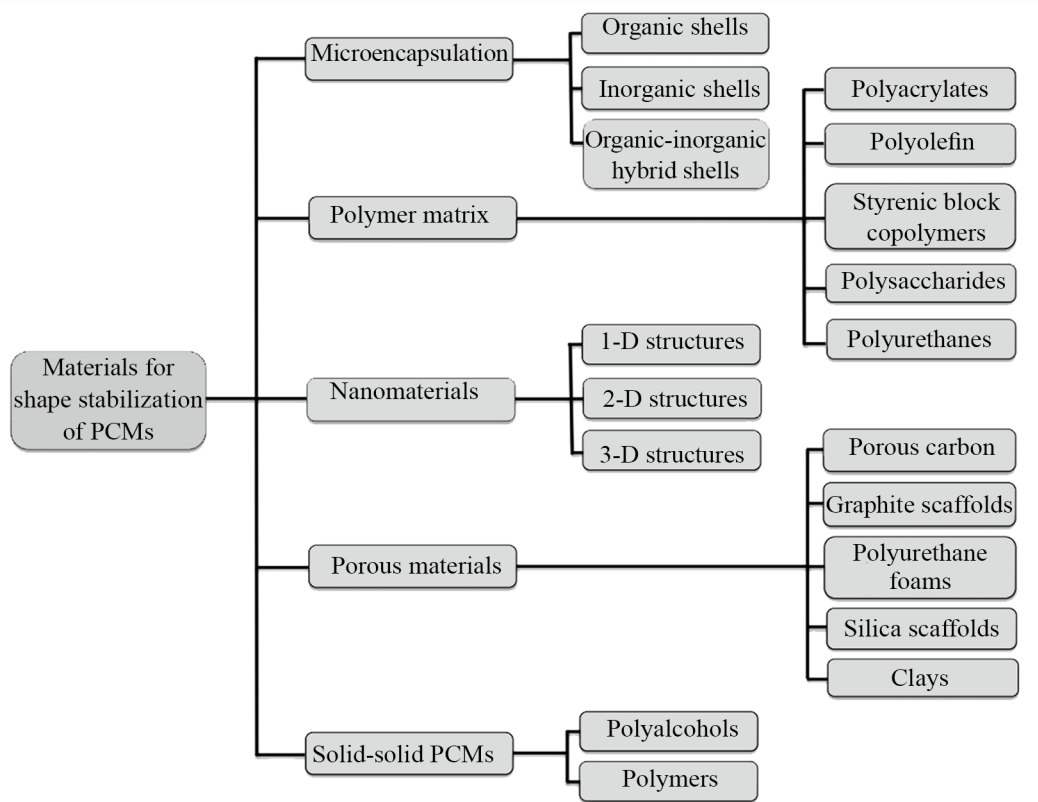 Materials for
shape stabilization
of PCMs
Microencapsulation
Organic shells
Inorganic shells
Organic-inorganic
hybrid shells
Polymer matrix
Polyacrylates
Polyolefin
Styrenic block
copolymers
Polysaccharides
Polyurethanes
Nanomaterials
1-D structures
2-D structures
3-D structures
Porous materials
Porous carbon
Graphite scaffolds
Polyurethane
foams
Silica scaffolds
Clays
Solid-solid PCMs
Polyalcohols
Polymers